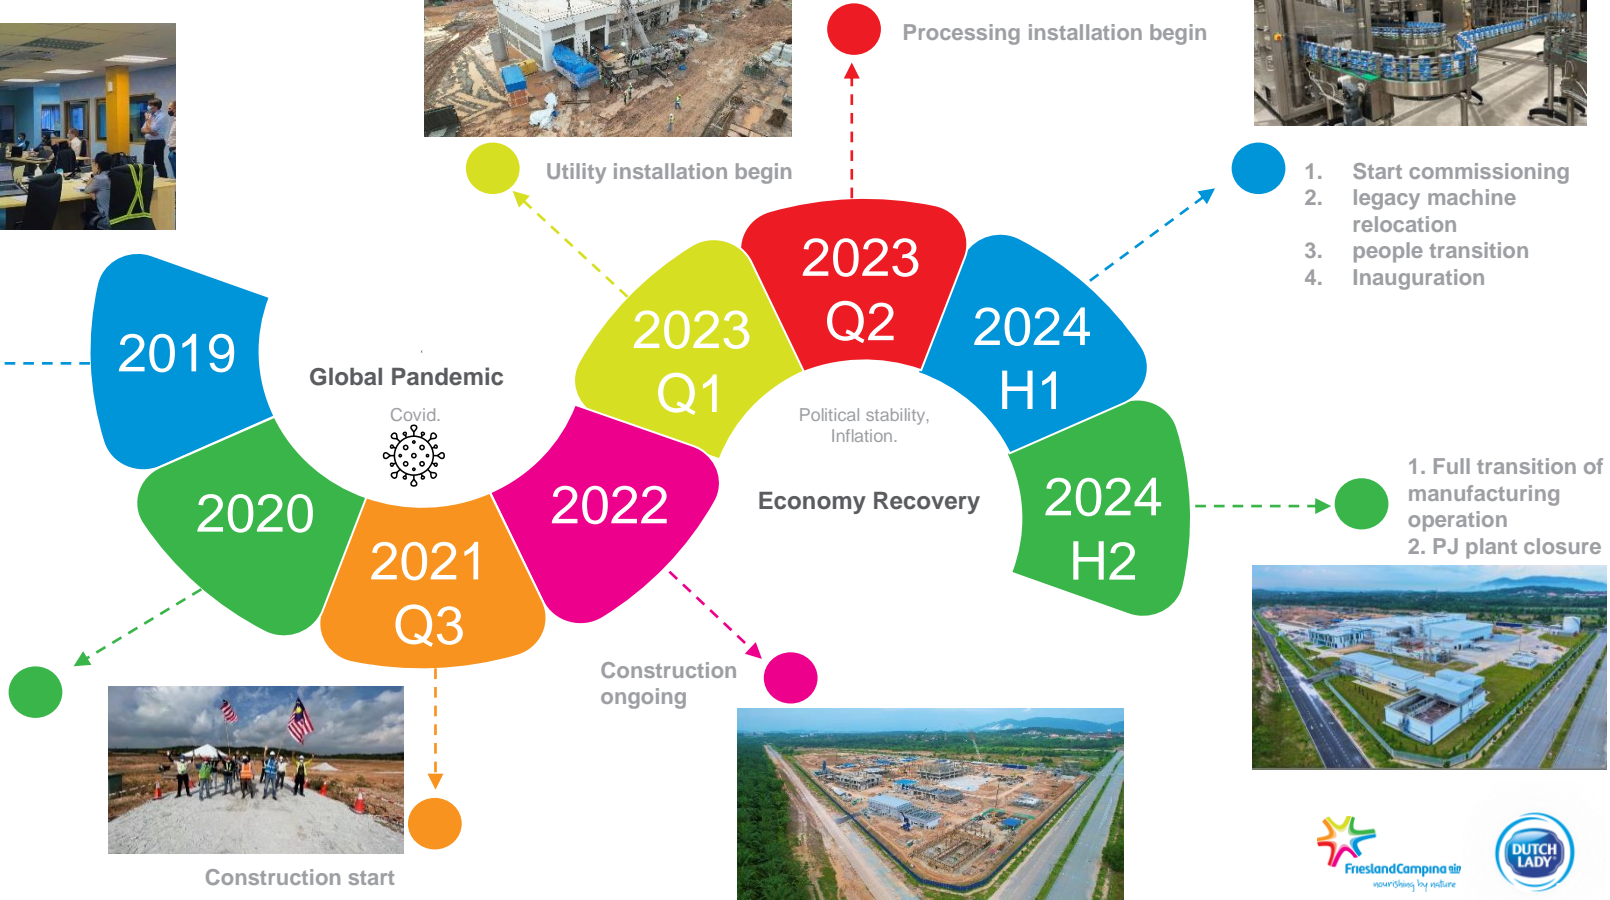 Processing installation begin
Utility installation begin
1. Start commissioning
2. legacy machine
relocation
3. people transition
4. Inauguration
2023
Q2
2023
Q1
2024
H1
2019
Global Pandemic
Covid.
Political stability,
Inflation.
Economy Recovery
2020
2021
Q3
2022
2024
H2
1. Full transition of
manufacturing
operation
2. PJ plant closure
Construction
ongoing
Construction start
FrieslandCampina
nourishing by nature
DUTCH
LADY